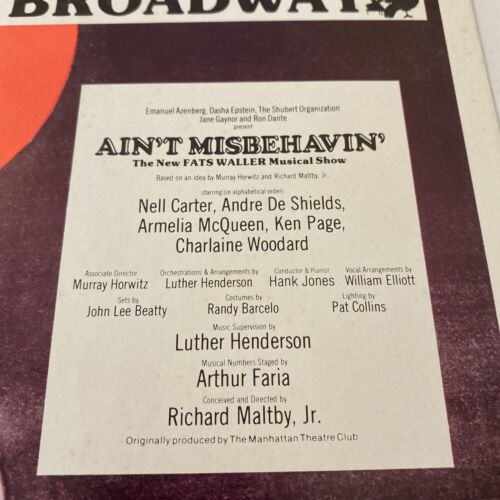 BROADWAY
Emanuel Azenberg, Dasha Epstein, The Shubert Organization
Jane Gaynor and Ron Dante
present
AIN'T MISBEHAVIN'
The New FATS WALLER Musical Show
Based on an idea by Murray Horwitz and Richard Maltby, Jr.
starring (in alphabetical order)
Nell Carter, Andre De Shields,
Armelia McQueen, Ken Page,
Charlaine Woodard
Associate Director Orchestrations & Arrangements by Conductor & Pianist Vocal Arrangements by
Murray Horwitz Luther Henderson Hank Jones William Elliott
Sets by Costumes by Lighting by
John Lee Beatty Randy Barcelo Pat Collins
Music Supervision by
Luther Henderson
Musical Numbers Staged by
Arthur Faria
Conceived and Directed by
Richard Maltby, Jr.
Originally produced by The Manhattan Theatre Club